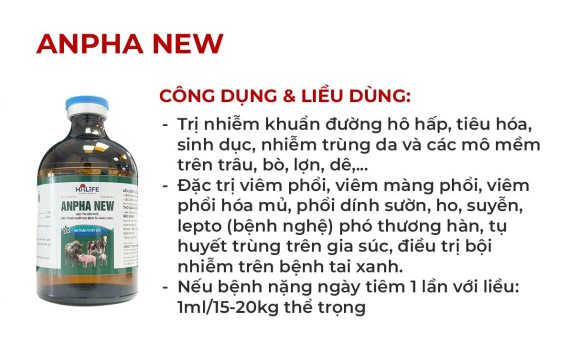 ANPHA NEW
CÔNG DỤNG & LIỀU DÙNG:
- Trị nhiễm khuẩn đường hô hấp, tiêu hóa,
sinh dục, nhiễm trùng da và các mô mềm
trên trâu, bò, lợn, dê,...
- Đặc trị viêm phổi, viêm màng phổi, viêm
phổi hóa mủ, phổi dính sườn, ho, suyễn,
lepto (bệnh nghệ) phó thương hàn, tụ
huyết trùng trên gia súc, điều trị bội
nhiễm trên bệnh tai xanh.
- Nếu bệnh nặng ngày tiêm 1 lần với liều:
1ml/15-20kg thể trọng
ANPHA NEW